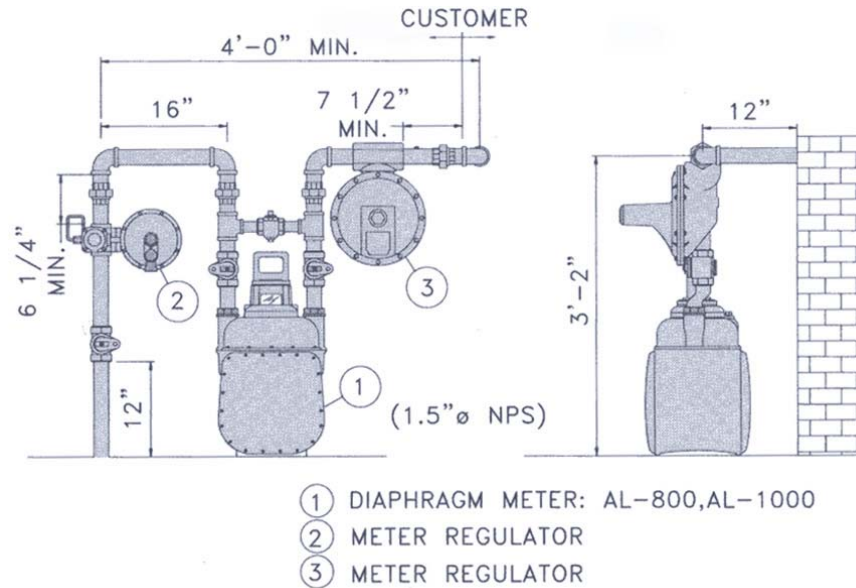 CUSTOMER
4'-0" MIN.
16"
7 1/2"
MIN.
12"
6 1/4"
MIN.
2
3
3'-2"
12"
1
(1.5"ø NPS)
1 DIAPHRAGM METER: AL-800,AL-1000
2 METER REGULATOR
3 METER REGULATOR